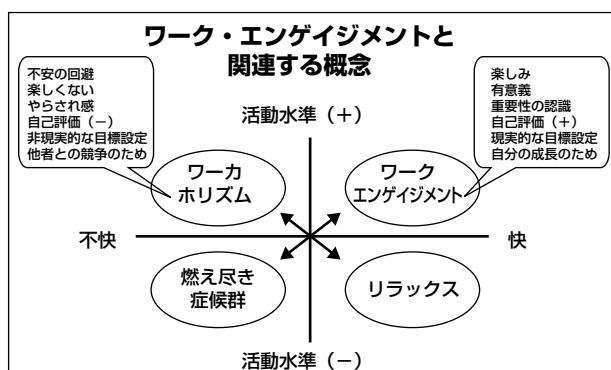 ワーク・エンゲイジメントと
関連する概念
不安の回避
楽しくない
やらされ感
自己評価（−）
非現実的な目標設定
他者との競争のため
楽しみ
有意義
重要性の認識
自己評価（+）
現実的な目標設定
自分の成長のため
活動水準（+）
ワーカ
ホリズム
ワーク
エンゲイジメント
不快
快
燃え尽き
症候群
リラックス
活動水準（−）